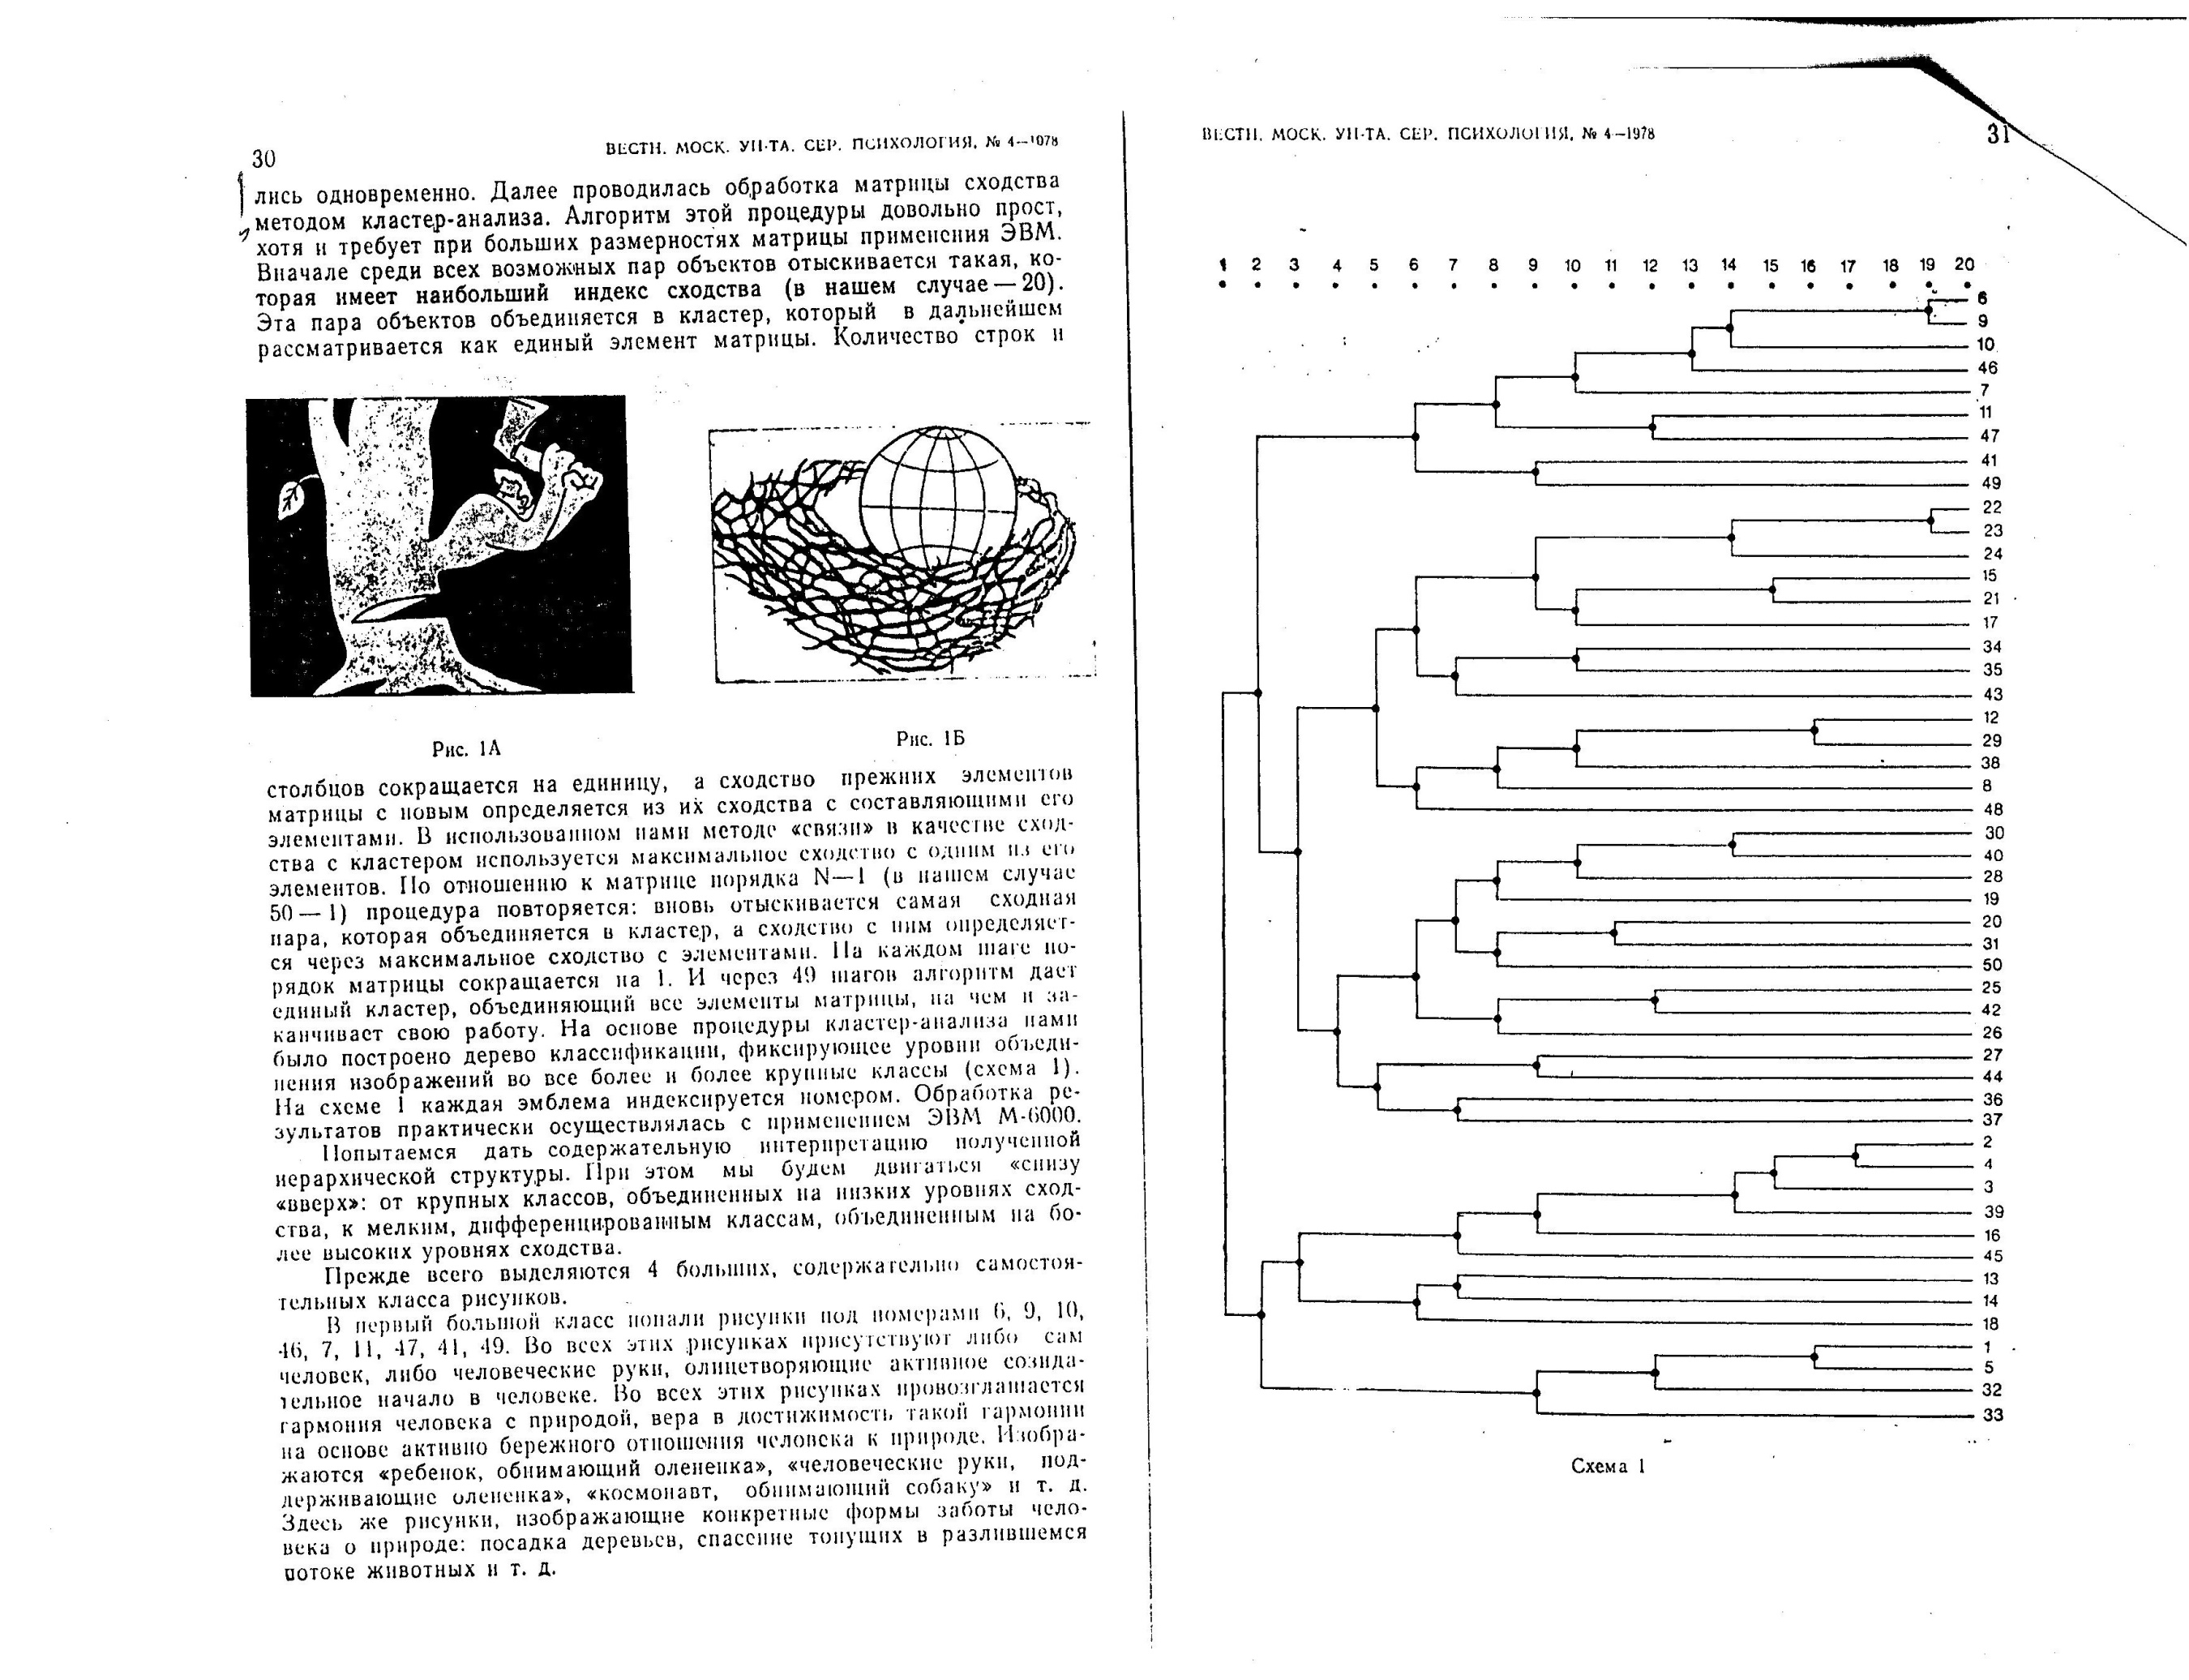 30
ВЕСТН. МОСК. УН-ТА. СЕР. ПСИХОЛОГИЯ, № 4—1978
лись одновременно. Далее проводилась обработка матрицы сходства
методом кластер-анализа. Алгоритм этой процедуры довольно прост,
хотя и требует при больших размерностях матрицы применения ЭВМ.
Вначале среди всех возможных пар объектов отыскивается такая, ко-
торая имеет наибольший индекс сходства (в нашем случае — 20).
Эта пара объектов объединяется в кластер, который в дальнейшем
рассматривается как единый элемент матрицы. Количество строк и
Рис. 1А
Рис. 1Б
столбцов сокращается на единицу, а сходство прежних элементов
матрицы с новым определяется из их сходства с составляющими его
элементами. В использованном нами методе «связи» в качестве сход-
ства с кластером используется максимальное сходство с одним из его
элементов. По отношению к матрице порядка N—1 (в нашем случае
50 — 1) процедура повторяется: вновь отыскивается самая сходная
пара, которая объединяется в кластер, а сходство с ним определяет-
ся через максимальное сходство с элементами. На каждом шаге по-
рядок матрицы сокращается на 1. И через 49 шагов алгоритм дает
единый кластер, объединяющий все элементы матрицы, на чем и за-
канчивает свою работу. На основе процедуры кластер-анализа нами
было построено дерево классификации, фиксирующее уровни объеди-
нения изображений во все более и более крупные классы (схема 1).
На схеме 1 каждая эмблема индексируется номером. Обработка ре-
зультатов практически осуществлялась с применением ЭВМ М-6000.
Попытаемся дать содержательную интерпретацию полученной
иерархической структуры. При этом мы будем двигаться «снизу
«вверх»: от крупных классов, объединенных на низких уровнях сход-
ства, к мелким, дифференцированным классам, объединенным на бо-
лее высоких уровнях сходства.
Прежде всего выделяются 4 больших, содержательно самостоя-
тельных класса рисунков.
В первый большой класс попали рисунки под номерами 6, 9, 10,
46, 7, 11, 47, 41, 49. Во всех этих рисунках присутствуют либо сам
человек, либо человеческие руки, олицетворяющие активное созида-
тельное начало в человеке. Во всех этих рисунках провозглашается
гармония человека с природой, вера в достижимость такой гармонии
на основе активно бережного отношения человека к природе. Изобра-
жаются «ребенок, обнимающий олененка», «человеческие руки, под-
держивающие олененка», «космонавт, обнимающий собаку» и т. д.
Здесь же рисунки, изображающие конкретные формы заботы чело-
века о природе: посадка деревьев, спасение тонущих в разлившемся
потоке животных и т. д.
ВЕСТН. МОСК. УН-ТА. СЕР. ПСИХОЛОГИЯ, № 4—1978
31
1 2 3 4 5 6 7 8 9 10 11 12 13 14 15 16 17 18 19 20
6
9
10
46
7
11
47
41
49
22
23
24
15
21
17
34
35
43
12
29
38
8
48
30
40
28
19
20
31
50
25
42
26
27
44
36
37
2
4
3
39
16
45
13
14
18
1
5
32
33
Схема 1